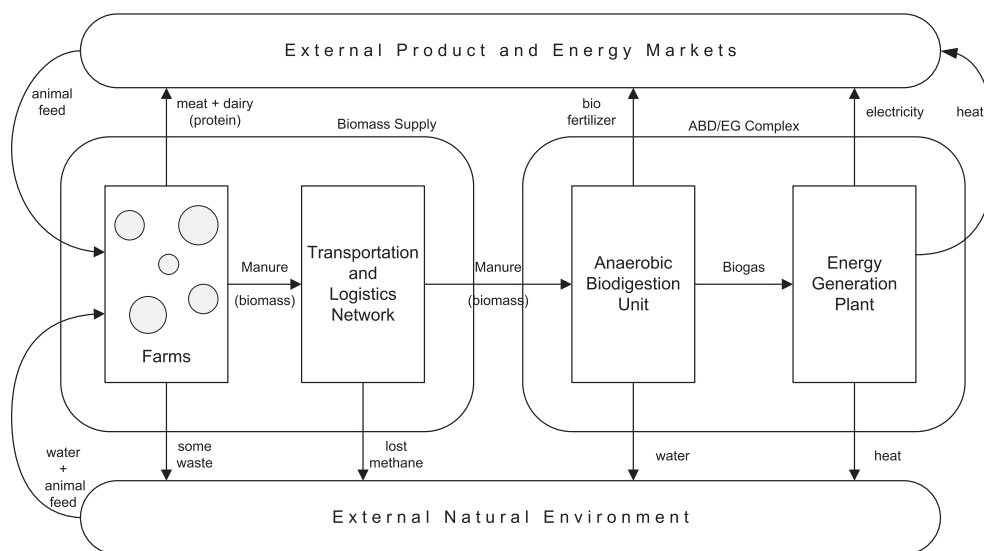 External Product and Energy Markets
animal
feed
meat + dairy
(protein)
Biomass Supply
bio
fertilizer
ABD/EG Complex
electricity
heat
Farms
Manure
(biomass)
Transportation
and
Logistics
Network
Manure
(biomass)
Anaerobic
Biodigestion
Unit
Biogas
Energy
Generation
Plant
water
+
animal
feed
some
waste
lost
methane
water
heat
External Natural Environment